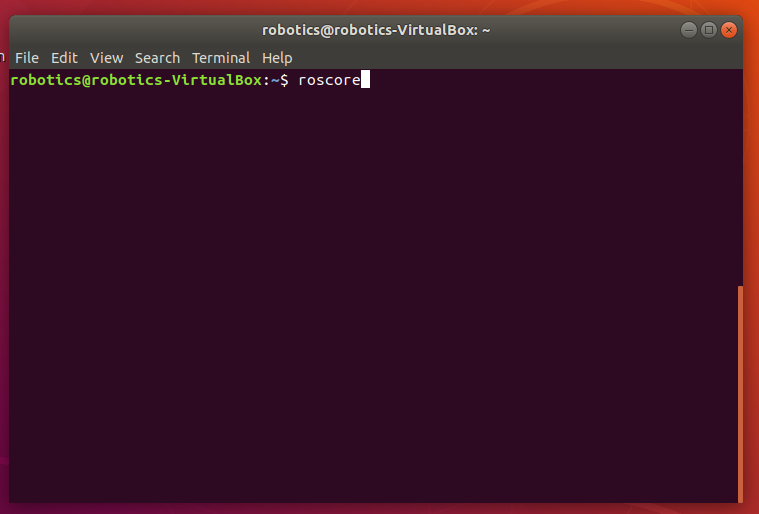 robotics@robotics-VirtualBox: ~
n
File Edit View Search Terminal Help
robotics@robotics-VirtualBox:~$ roscore